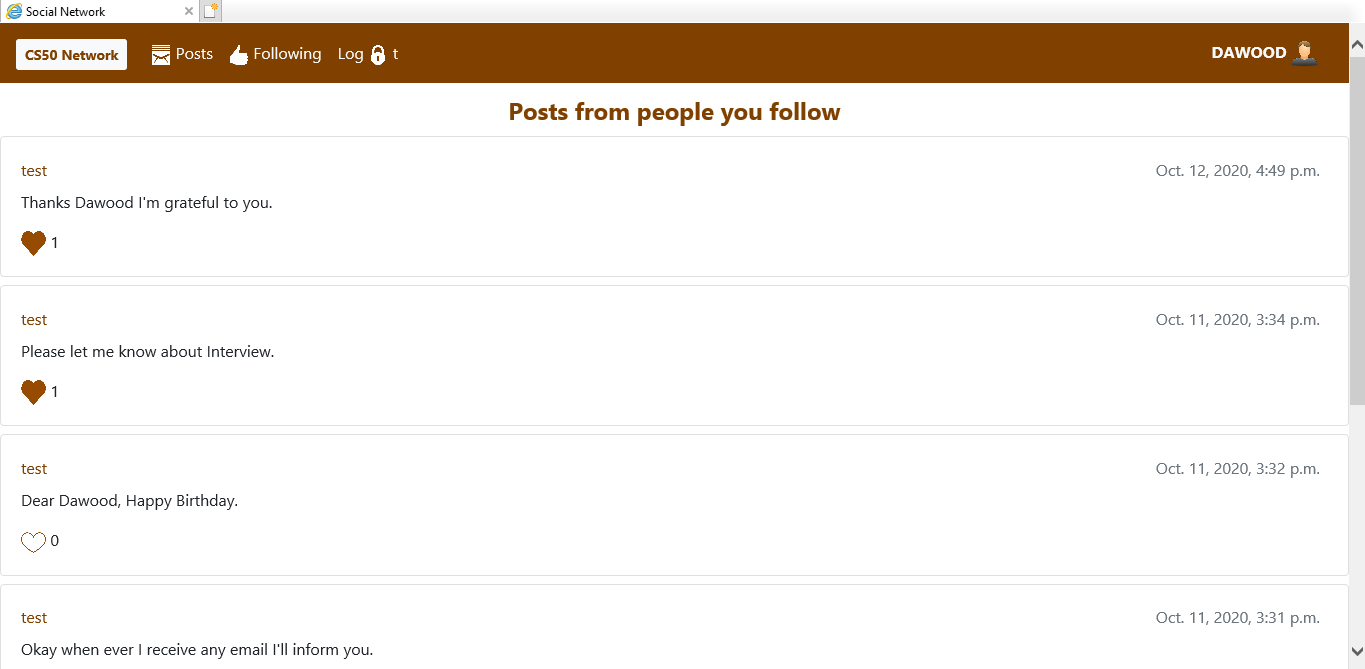 Social Network
CS50 Network Posts Following Log t DAWOOD
Posts from people you follow
test Oct. 12, 2020, 4:49 p.m.
Thanks Dawood I'm grateful to you.
1
test Oct. 11, 2020, 3:34 p.m.
Please let me know about Interview.
1
test Oct. 11, 2020, 3:32 p.m.
Dear Dawood, Happy Birthday.
0
test Oct. 11, 2020, 3:31 p.m.
Okay when ever I receive any email I'll inform you.